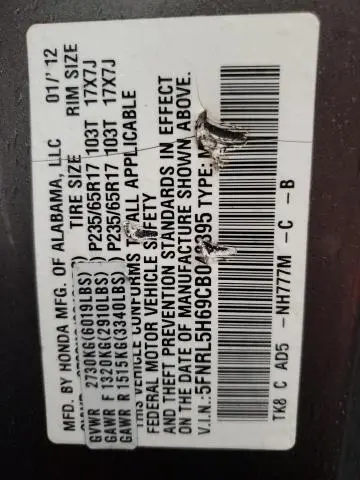 MFD. BY HONDA MFG. OF ALABAMA, LLC 01/'12
TIRE SIZE RIM SIZE
GVWR 2730KG(6019LBS)
GAWR F 1320KG(2910LBS) P235/65R17 103T 17X7J
GAWR R 1515KG(3340LBS) P235/65R17 103T 17X7J
THIS VEHICLE CONFORMS TO ALL APPLICABLE
FEDERAL MOTOR VEHICLE SAFETY
AND THEFT PREVENTION STANDARDS IN EFFECT
ON THE DATE OF MANUFACTURE SHOWN ABOVE.
V.I.N.: TYPE:
TK8 C AD5 -NH777M -C -B